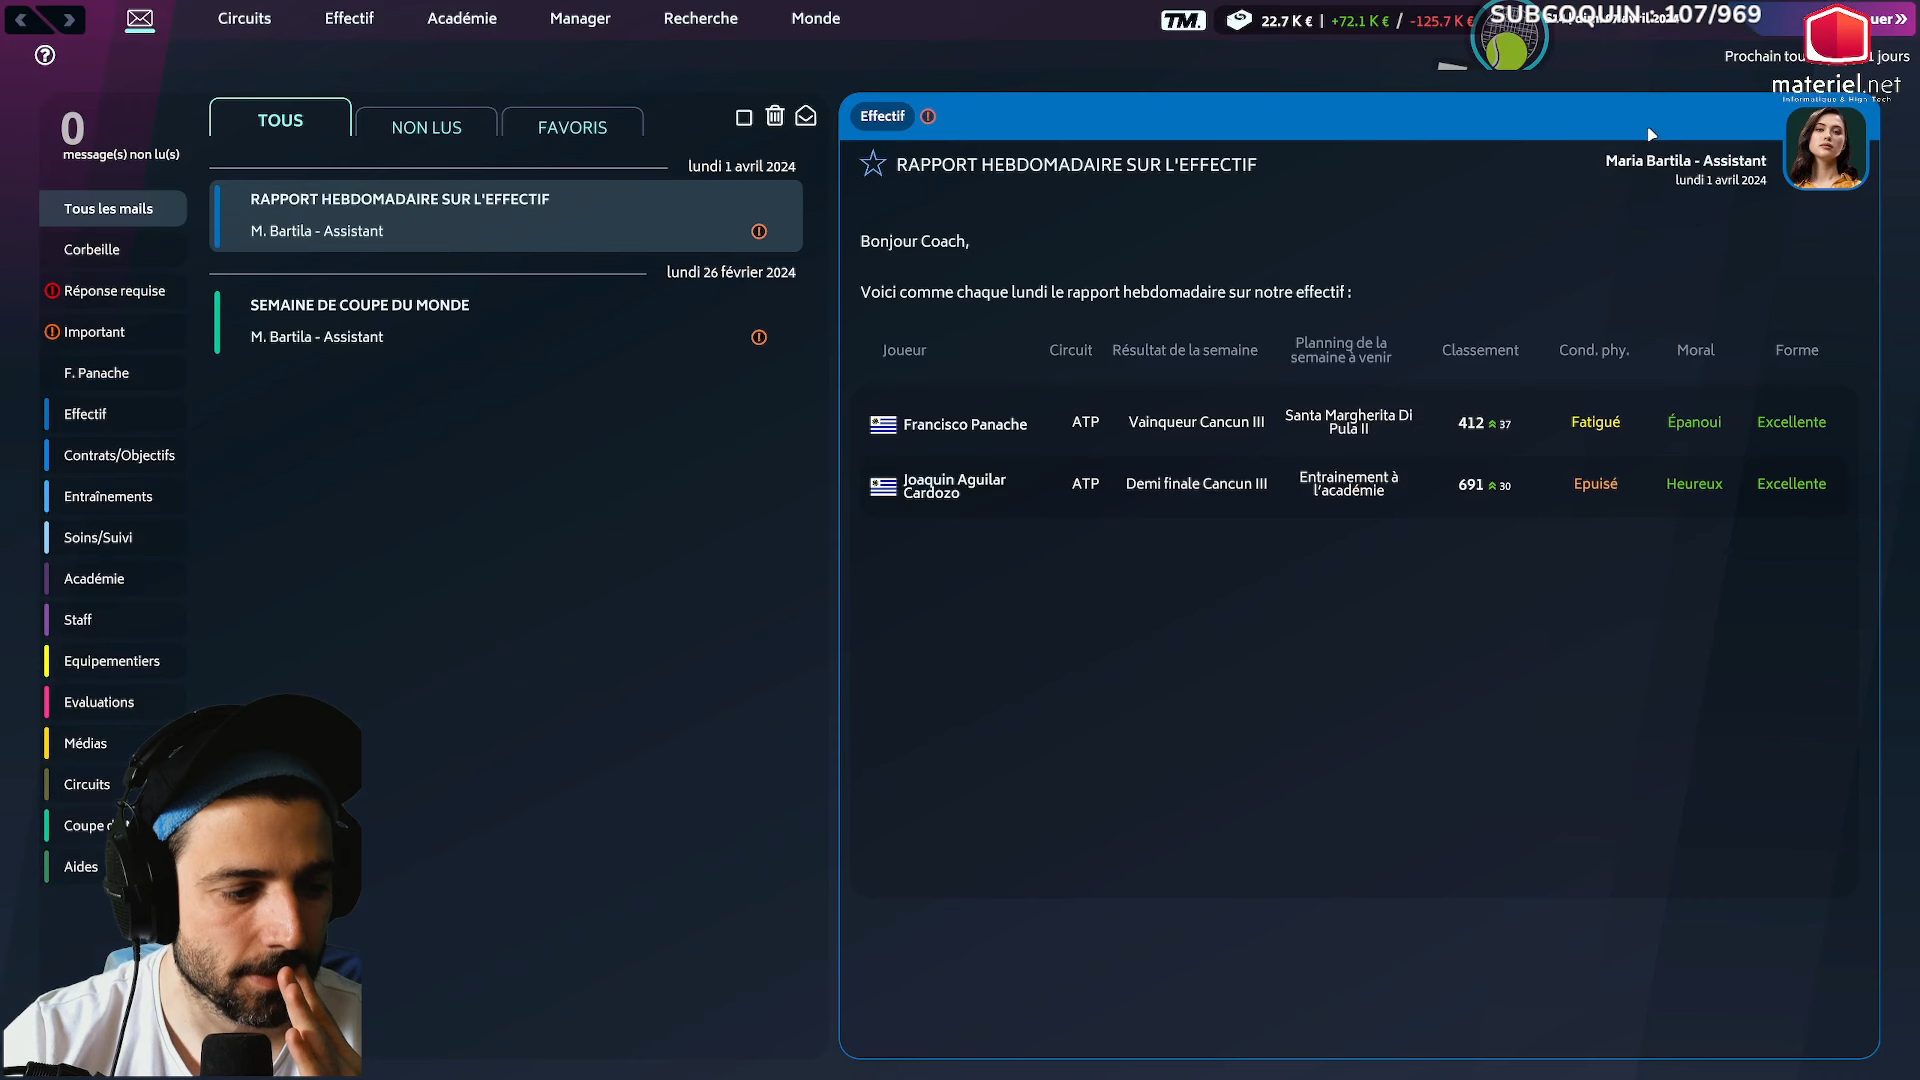 Circuits
Effectif
Académie
Manager
Recherche
Monde
TM.
22.7 K € | +72.1 K € / -125.7 K €
SUBCOQUIN : 107/969
Prochain
jours
materiel.net
Informatique & High Tech
0
message(s) non lu(s)
Tous les mails
Corbeille
Réponse requise
Important
F. Panache
Effectif
Contrats/Objectifs
Entraînements
Soins/Suivi
Académie
Staff
Equipementiers
Evaluations
Médias
Circuits
Coupe
Aides
TOUS
NON LUS
FAVORIS
lundi 1 avril 2024
RAPPORT HEBDOMADAIRE SUR L'EFFECTIF
M. Bartila - Assistant
lundi 26 février 2024
SEMAINE DE COUPE DU MONDE
M. Bartila - Assistant
Effectif
RAPPORT HEBDOMADAIRE SUR L'EFFECTIF
Maria Bartila - Assistant
lundi 1 avril 2024
Bonjour Coach,
Voici comme chaque lundi le rapport hebdomadaire sur notre effectif :
Joueur
Circuit
Résultat de la semaine
Planning de la
semaine à venir
Classement
Cond. phy.
Moral
Forme
Francisco Panache
ATP
Vainqueur Cancun III
Santa Margherita Di
Pula II
412 37
Fatigué
Épanoui
Excellente
Joaquin Aguilar
Cardozo
ATP
Demi finale Cancun III
Entrainement à
l'académie
691 30
Epuisé
Heureux
Excellente